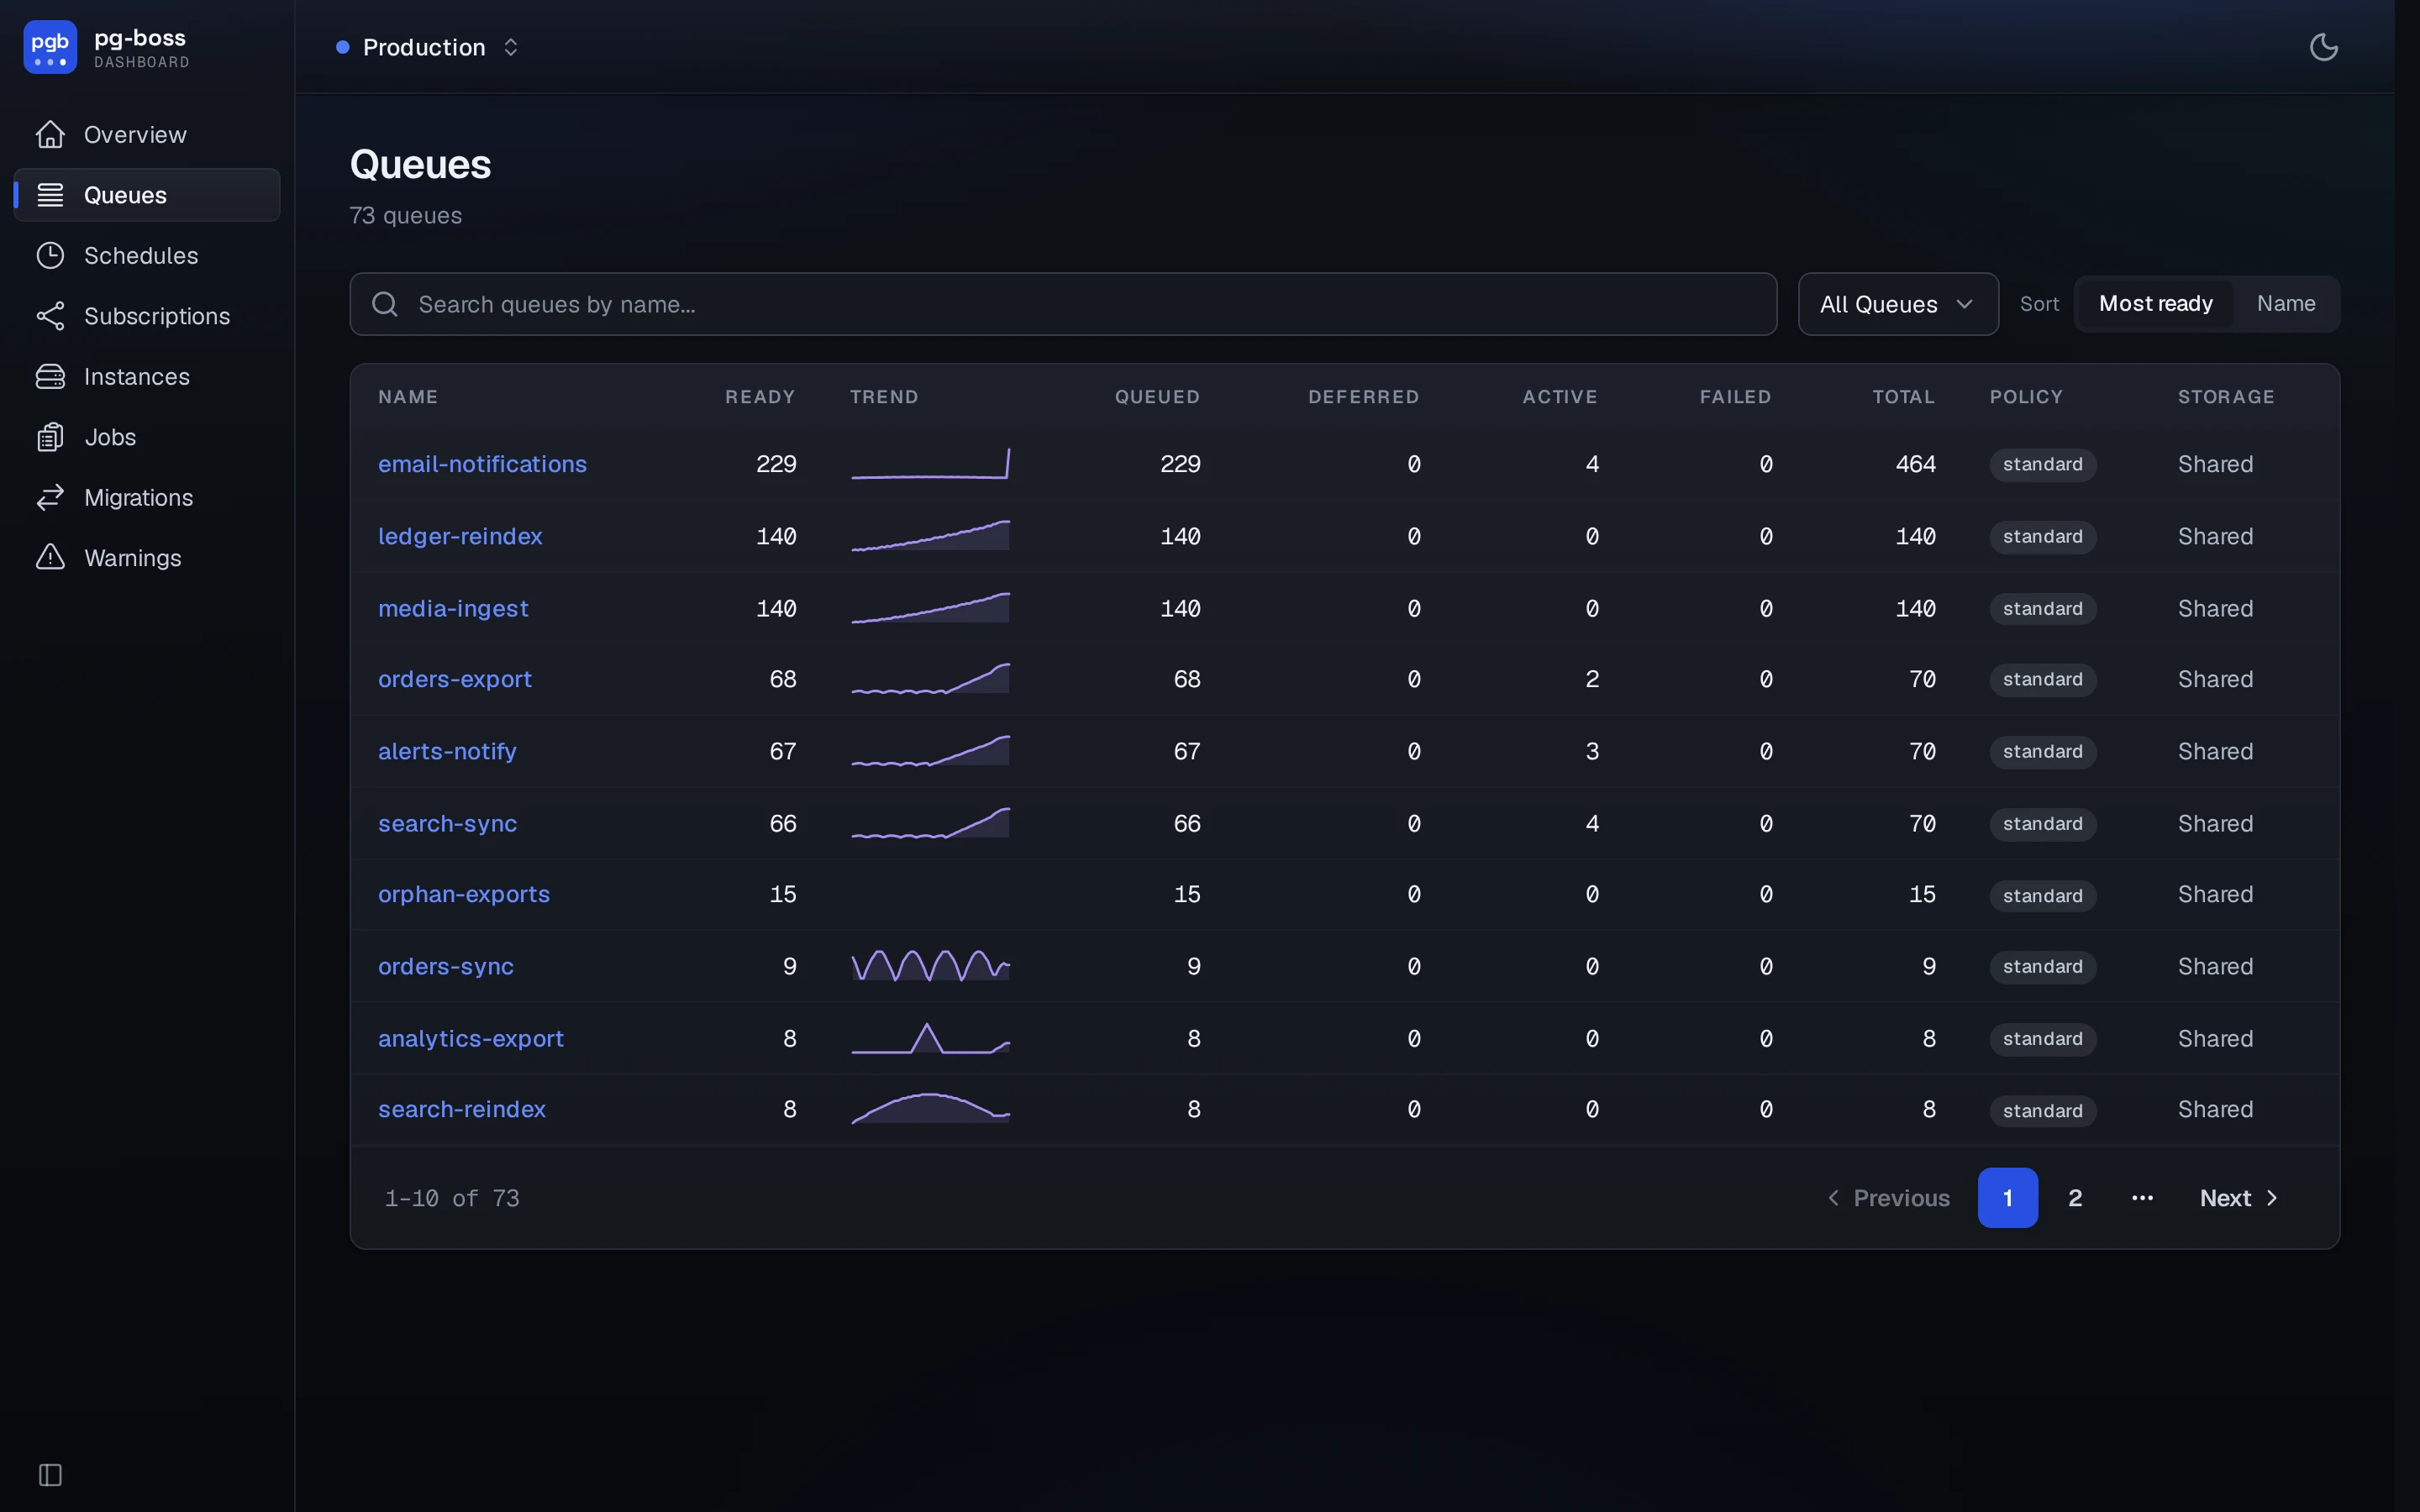 pgb
pg-boss
DASHBOARD
Production
Overview
Queues
Schedules
Subscriptions
Instances
Jobs
Migrations
Warnings
Queues
73 queues
Search queues by name...
All Queues
Sort
Most ready
Name
NAME READY TREND QUEUED DEFERRED ACTIVE FAILED TOTAL POLICY STORAGE
email-notifications 229 229 0 4 0 464 standard Shared
ledger-reindex 140 140 0 0 0 140 standard Shared
media-ingest 140 140 0 0 0 140 standard Shared
orders-export 68 68 0 2 0 70 standard Shared
alerts-notify 67 67 0 3 0 70 standard Shared
search-sync 66 66 0 4 0 70 standard Shared
orphan-exports 15 15 0 0 0 15 standard Shared
orders-sync 9 9 0 0 0 9 standard Shared
analytics-export 8 8 0 0 0 8 standard Shared
search-reindex 8 8 0 0 0 8 standard Shared
1–10 of 73
Previous 1 2 ... Next